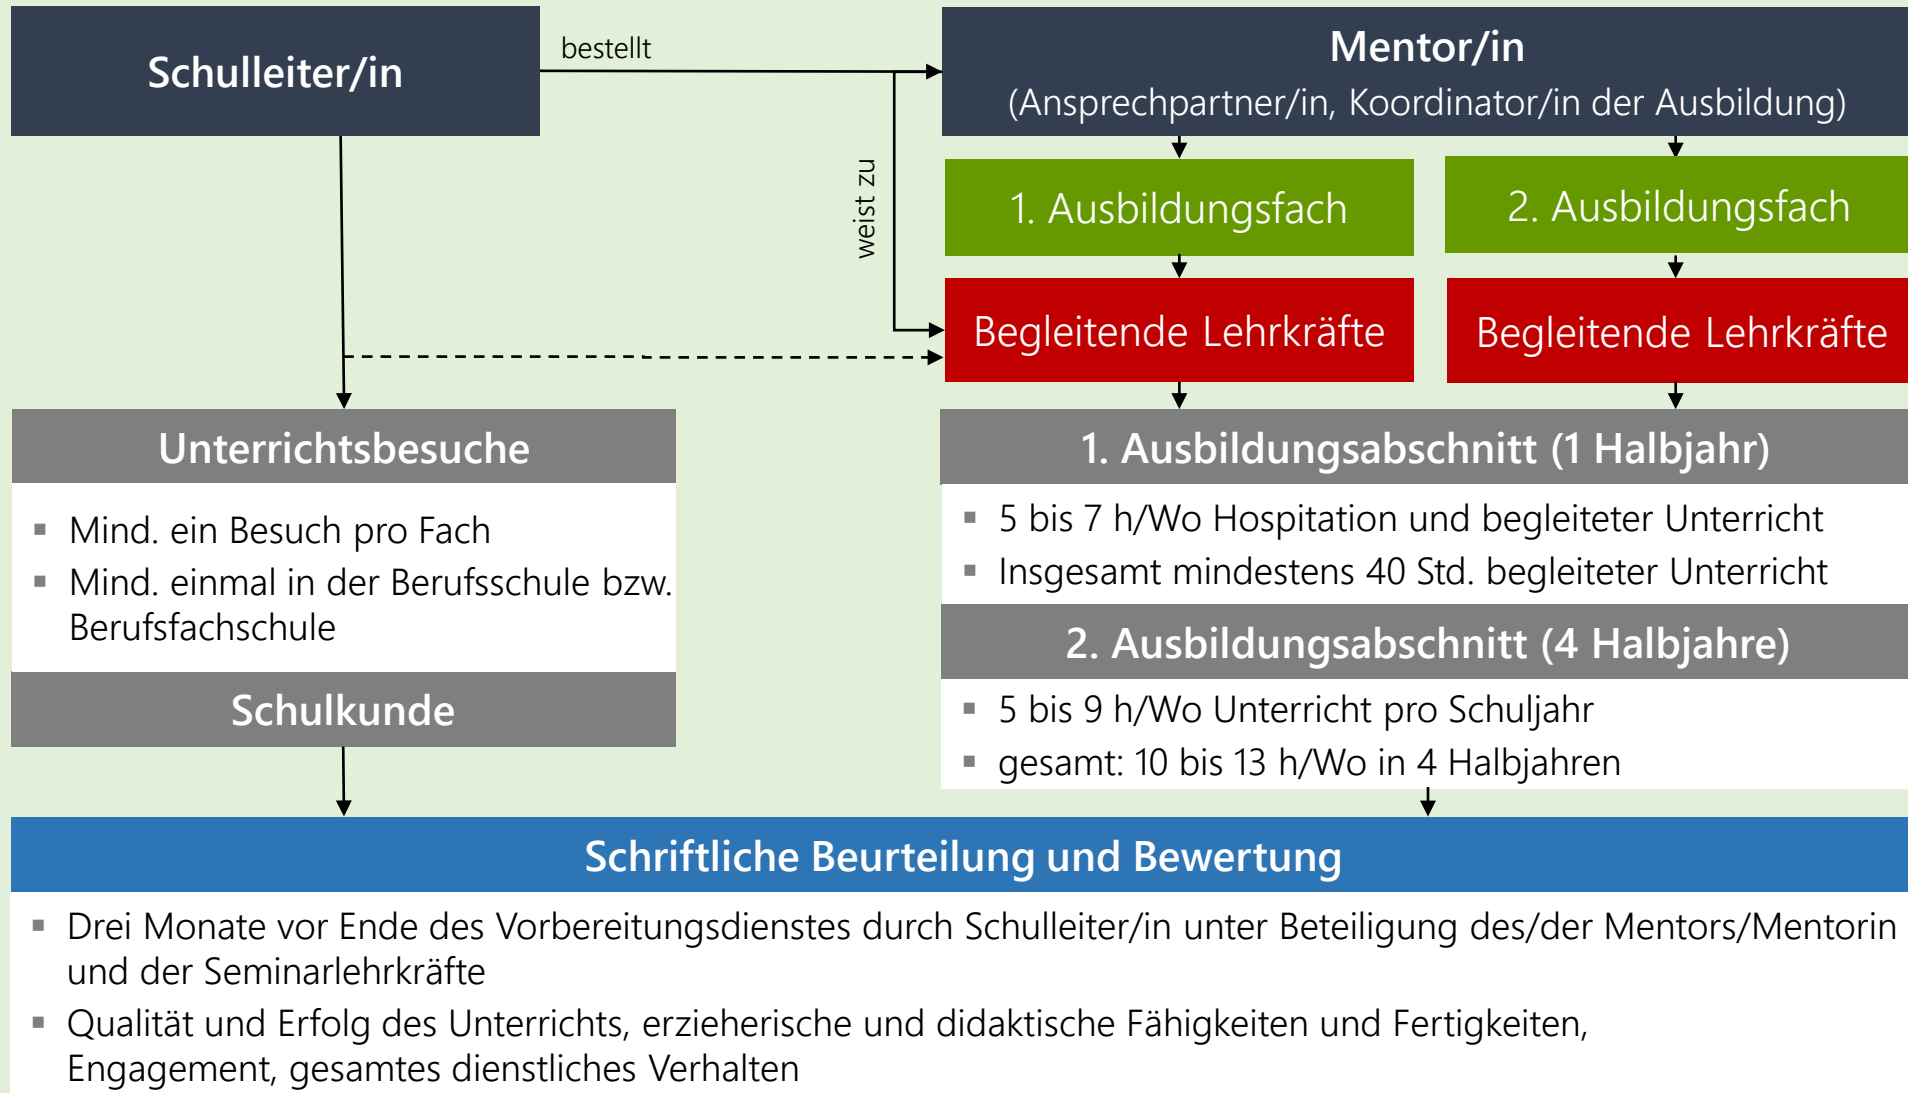 Schulleiter/in
bestellt
weist zu
Mentor/in
(Ansprechpartner/in, Koordinator/in der Ausbildung)
1. Ausbildungsfach
2. Ausbildungsfach
Begleitende Lehrkräfte
Begleitende Lehrkräfte
Unterrichtsbesuche
▪ Mind. ein Besuch pro Fach
▪ Mind. einmal in der Berufsschule bzw.
Berufsfachschule
Schulkunde
1. Ausbildungsabschnitt (1 Halbjahr)
▪ 5 bis 7 h/Wo Hospitation und begleiteter Unterricht
▪ Insgesamt mindestens 40 Std. begleiteter Unterricht
2. Ausbildungsabschnitt (4 Halbjahre)
▪ 5 bis 9 h/Wo Unterricht pro Schuljahr
▪ gesamt: 10 bis 13 h/Wo in 4 Halbjahren
Schriftliche Beurteilung und Bewertung
▪ Drei Monate vor Ende des Vorbereitungsdienstes durch Schulleiter/in unter Beteiligung des/der Mentors/Mentorin
und der Seminarlehrkräfte
▪ Qualität und Erfolg des Unterrichts, erzieherische und didaktische Fähigkeiten und Fertigkeiten,
Engagement, gesamtes dienstliches Verhalten